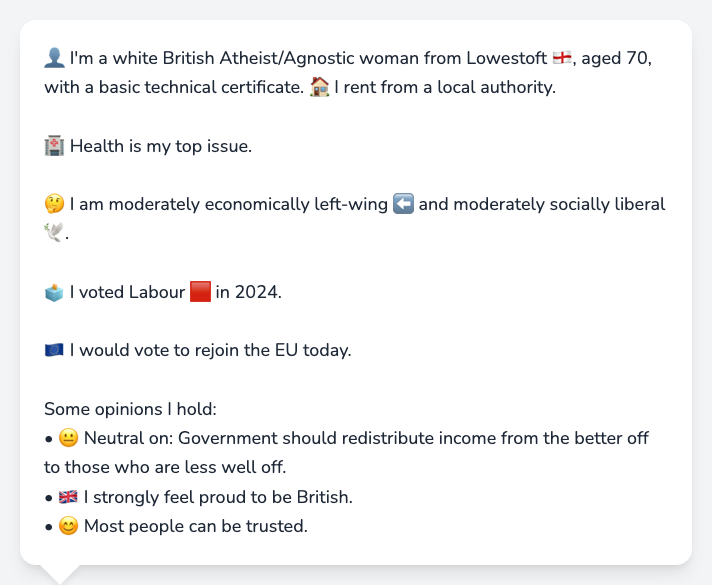 👤 I'm a white British Atheist/Agnostic woman from Lowestoft 🏴󠁧󠁢󠁥󠁮󠁧󠁿, aged 70,
with a basic technical certificate. 🏠 I rent from a local authority.
🏥 Health is my top issue.
🤔 I am moderately economically left-wing ⬅️ and moderately socially liberal
🕊️.
🗳️ I voted Labour 🟥 in 2024.
🇪🇺 I would vote to rejoin the EU today.
Some opinions I hold:
• 😐 Neutral on: Government should redistribute income from the better off
to those who are less well off.
• 🇬🇧 I strongly feel proud to be British.
• 😊 Most people can be trusted.